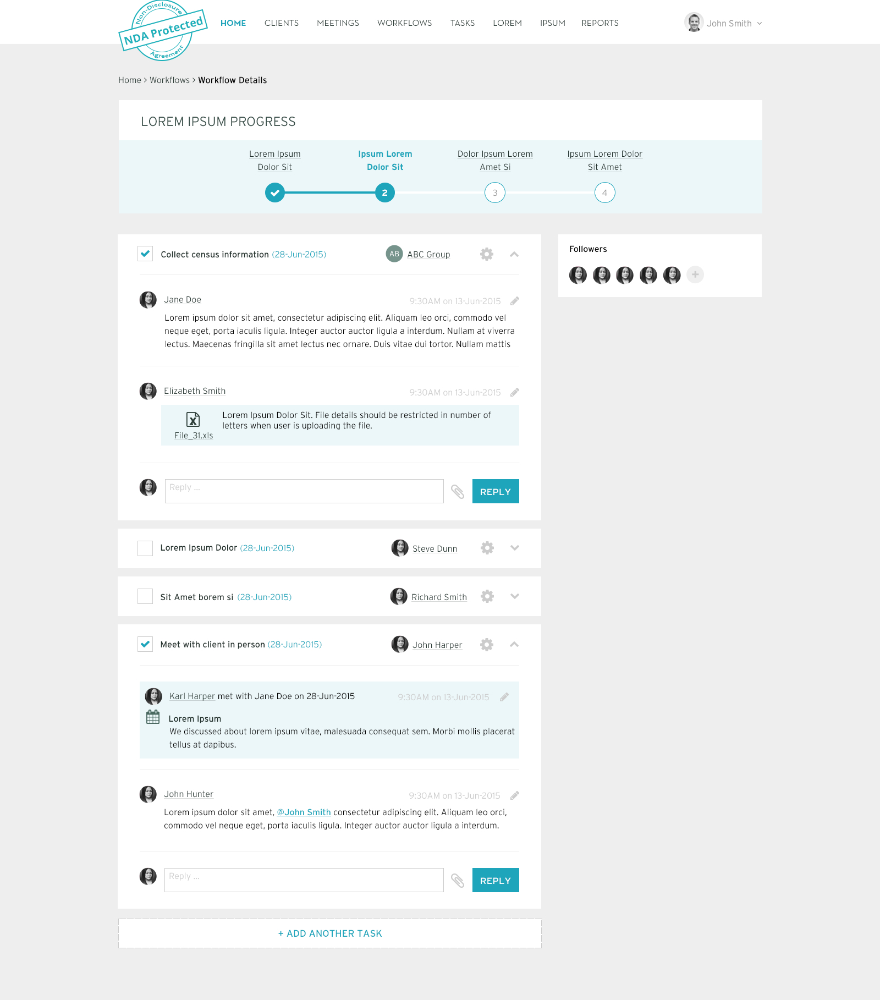 Non-Disclosure
NDA Protected
Agreement
HOME CLIENTS MEETINGS WORKFLOWS TASKS LOREM IPSUM REPORTS
John Smith
Home > Workflows > Workflow Details
LOREM IPSUM PROGRESS
Lorem Ipsum
Dolor Sit
Ipsum Lorem
Dolor Sit
Dolor Ipsum Lorem
Amet Si
Ipsum Lorem Dolor
Sit Amet
2
3
4
Collect census information (28-Jun-2015)
AB ABC Group
Followers
Jane Doe
9:30AM on 13-Jun-2015
Lorem ipsum dolor sit amet, consectetur adipiscing elit. Aliquam leo orci, commodo vel
neque eget, porta iaculis ligula. Integer auctor auctor ligula a interdum. Nullam at viverra
lectus. Maecenas fringilla sit amet lectus nec ornare. Duis vitae dui tortor. Nullam mattis
Elizabeth Smith
9:30AM on 13-Jun-2015
Lorem Ipsum Dolor Sit. File details should be restricted in number of
letters when user is uploading the file.
File_31.xls
Reply ...
REPLY
Lorem Ipsum Dolor (28-Jun-2015)
Steve Dunn
Sit Amet borem si (28-Jun-2015)
Richard Smith
Meet with client in person (28-Jun-2015)
John Harper
Karl Harper met with Jane Doe on 28-Jun-2015
9:30AM on 13-Jun-2015
Lorem Ipsum
We discussed about lorem ipsum vitae, malesuada consequat sem. Morbi mollis placerat
tellus at dapibus.
John Hunter
9:30AM on 13-Jun-2015
Lorem ipsum dolor sit amet, @John Smith consectetur adipiscing elit. Aliquam leo orci,
commodo vel neque eget, porta iaculis ligula. Integer auctor auctor ligula a interdum.
Reply ...
REPLY
+ ADD ANOTHER TASK